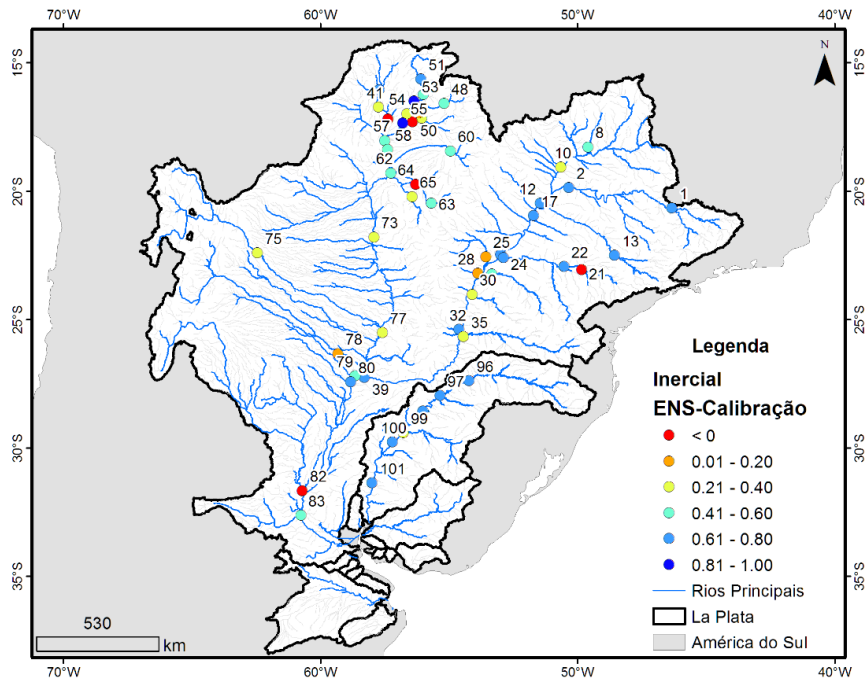 70°W 60°W 50°W 40°W
15°S 15°S
51
53
41 54 48
55
57 58 50
8
60
10
62
2
64
20°S 20°S
65
12 17
63
1
73
75
25 13
28 24 22
30 21
25°S 25°S
32 35
77
78
79 80
39
96
97
99
100
30°S 30°S
101
82
83
35°S 35°S
N
Legenda
Inercial
ENS-Calibração
< 0
0.01 - 0.20
0.21 - 0.40
0.41 - 0.60
0.61 - 0.80
0.81 - 1.00
Rios Principais
La Plata
América do Sul
530
km
70°W 60°W 50°W 40°W